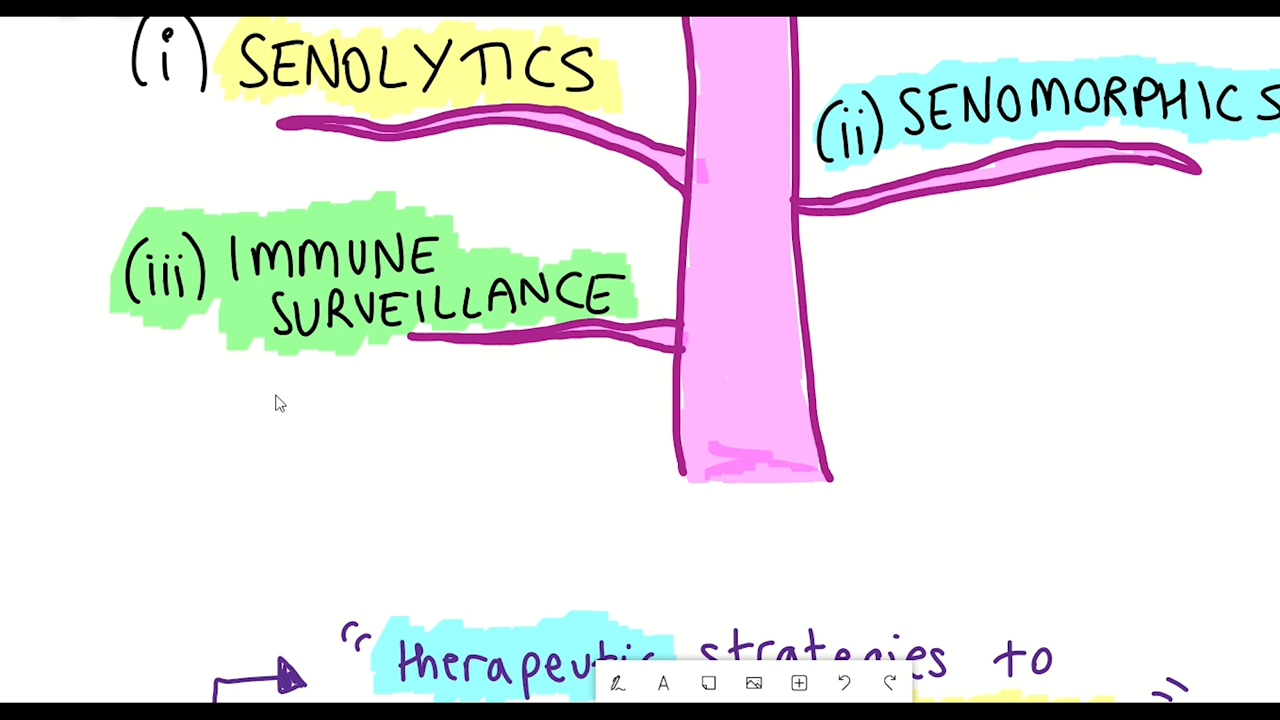 (i) SENOLYTICS
(ii) SENOMORPHICS
(iii) IMMUNE
SURVEILLANCE
" therapeutic strategies to
"